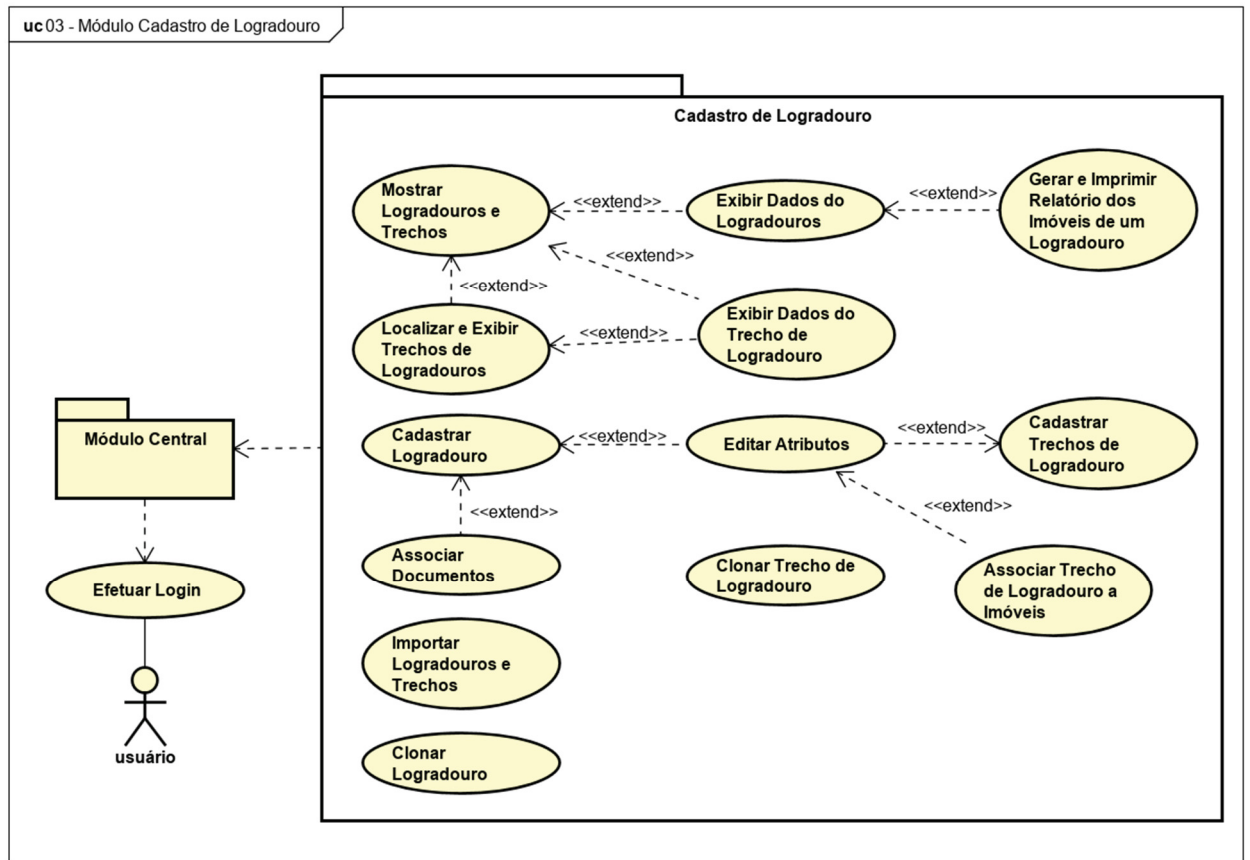 uc 03 - Módulo Cadastro de Logradouro
Cadastro de Logradouro
Mostrar
Logradouros e
Trechos
<<extend>>
Exibir Dados do
Logradouros
<<extend>>
Gerar e Imprimir
Relatório dos
Imóveis de um
Logradouro
<<extend>>
<<extend>>
Localizar e Exibir
Trechos de
Logradouros
<<extend>>
Exibir Dados do
Trecho de
Logradouro
Módulo Central
Cadastrar
Logradouro
<<extend>>
Editar Atributos
<<extend>>
Cadastrar
Trechos de
Logradouro
<<extend>>
<<extend>>
Associar
Documentos
Clonar Trecho de
Logradouro
Associar Trecho
de Logradouro a
Imóveis
Efetuar Login
Importar
Logradouros e
Trechos
usuário
Clonar
Logradouro